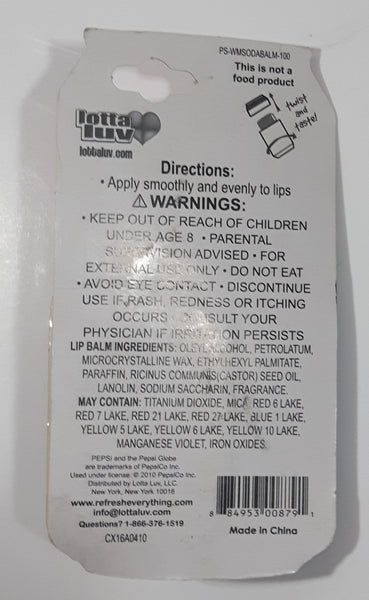 PS-WMSODABALM-100
This is not a
food product
twist
and
taste!
lotta
luv
lottaluv.com
Directions:
• Apply smoothly and evenly to lips
⚠WARNINGS:
• KEEP OUT OF REACH OF CHILDREN
UNDER AGE 8 • PARENTAL
SUPERVISION ADVISED • FOR
EXTERNAL USE ONLY • DO NOT EAT
• AVOID EYE CONTACT • DISCONTINUE
USE IF RASH, REDNESS OR ITCHING
OCCURS • CONSULT YOUR
PHYSICIAN IF IRRITATION PERSISTS
LIP BALM INGREDIENTS: OLEYL ALCOHOL, PETROLATUM,
MICROCRYSTALLINE WAX, ETHYLHEXYL PALMITATE,
PARAFFIN, RICINUS COMMUNIS(CASTOR) SEED OIL,
LANOLIN, SODIUM SACCHARIN, FRAGRANCE.
MAY CONTAIN: TITANIUM DIOXIDE, MICA, RED 6 LAKE,
RED 7 LAKE, RED 21 LAKE, RED 27 LAKE, BLUE 1 LAKE,
YELLOW 5 LAKE, YELLOW 6 LAKE, YELLOW 10 LAKE,
MANGANESE VIOLET, IRON OXIDES.
PEPSI and the Pepsi Globe
are trademarks of PepsiCo Inc.
Used under license. © 2010 PepsiCo Inc.
Distributed by Lotta Luv, LLC.
New York, New York 10016
www.refresheverything.com
info@lottaluv.com
Questions? 1-866-376-1519
CX16A0410
8 84953 00879 1
Made in China